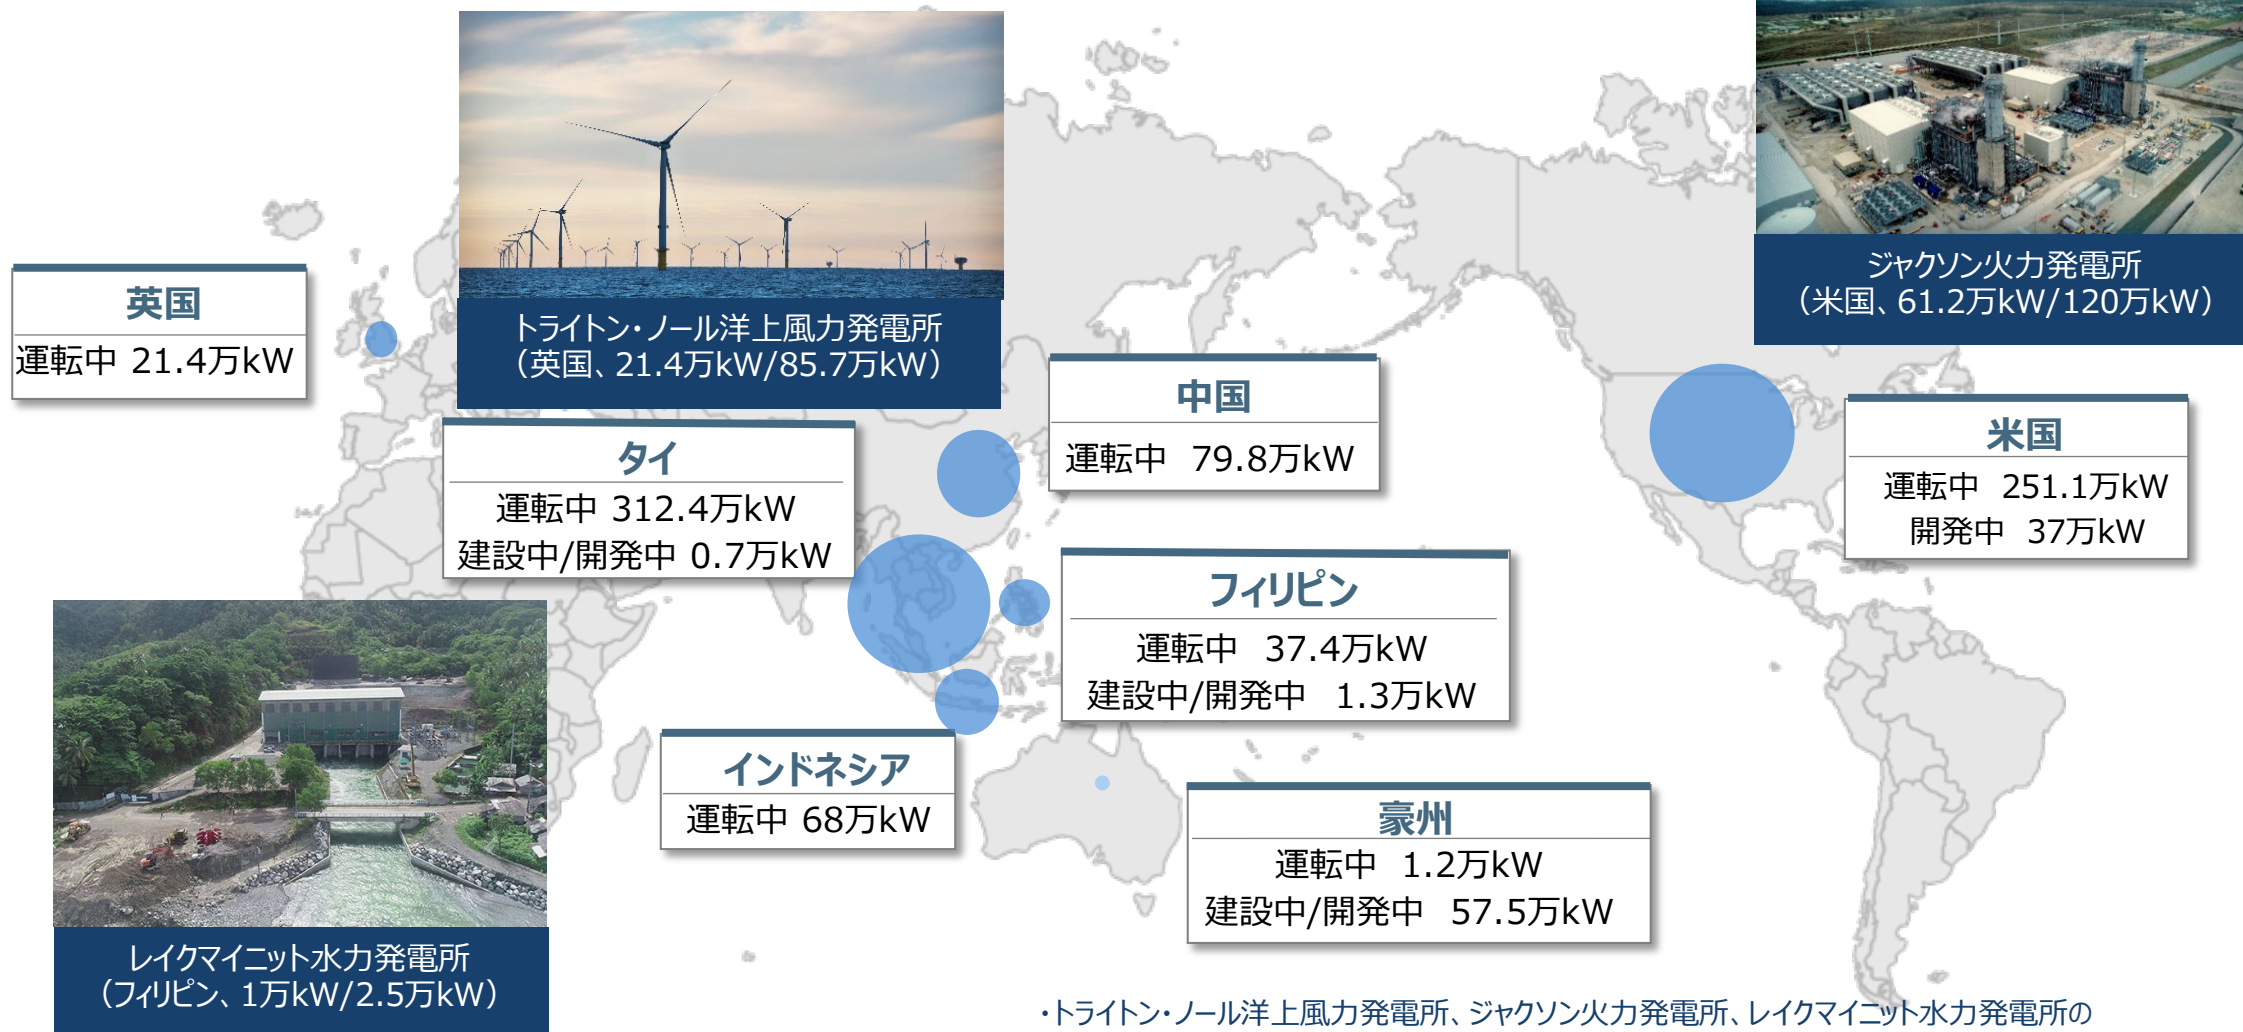 トライトン・ノール洋上風力発電所
（英国、21.4万kW/85.7万kW）
ジャクソン火力発電所
（米国、61.2万kW/120万kW）
英国
運転中 21.4万kW
中国
運転中 79.8万kW
米国
運転中 251.1万kW
開発中 37万kW
タイ
運転中 312.4万kW
建設中/開発中 0.7万kW
フィリピン
運転中 37.4万kW
建設中/開発中 1.3万kW
インドネシア
運転中 68万kW
豪州
運転中 1.2万kW
建設中/開発中 57.5万kW
レイクマイニット水力発電所
（フィリピン、1万kW/2.5万kW）
・トライトン・ノール洋上風力発電所、ジャクソン火力発電所、レイクマイニット水力発電所の